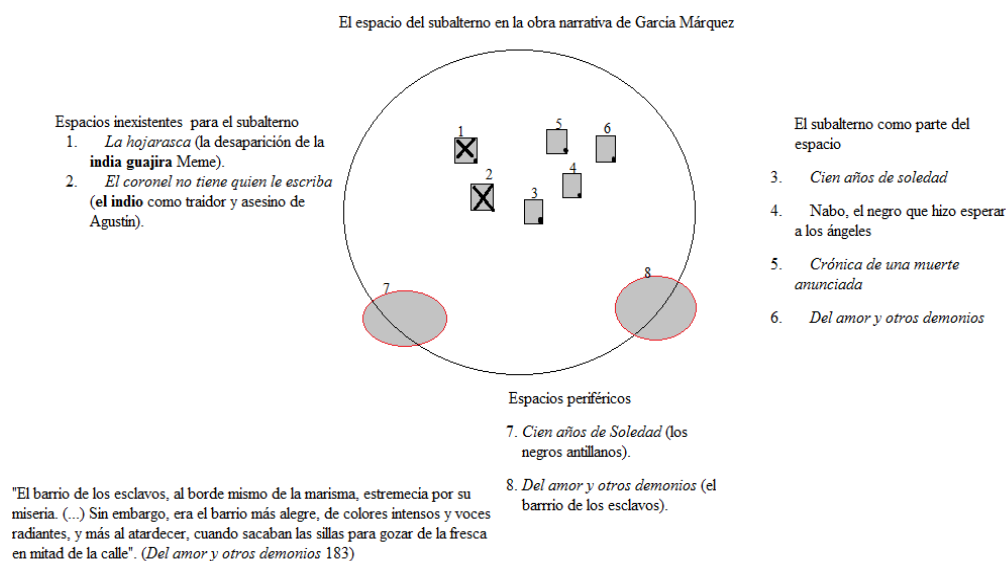 El espacio del subalterno en la obra narrativa de García Márquez
Espacios inexistentes para el subalterno
1. La hojarasca (la desaparición de la
india guajira Meme).
2. El coronel no tiene quien le escriba
(el indio como traidor y asesino de
Agustín).
1
2
3
4
5
6
7
8
El subalterno como parte del
espacio
3. Cien años de soledad
4. Nabo, el negro que hizo esperar
a los ángeles
5. Crónica de una muerte
anunciada
6. Del amor y otros demonios
Espacios periféricos
7. Cien años de Soledad (los
negros antillanos).
8. Del amor y otros demonios (el
barrrio de los esclavos).
"El barrio de los esclavos, al borde mismo de la marisma, estremecía por su
miseria. (...) Sin embargo, era el barrio más alegre, de colores intensos y voces
radiantes, y más al atardecer, cuando sacaban las sillas para gozar de la fresca
en mitad de la calle". (Del amor y otros demonios 183)